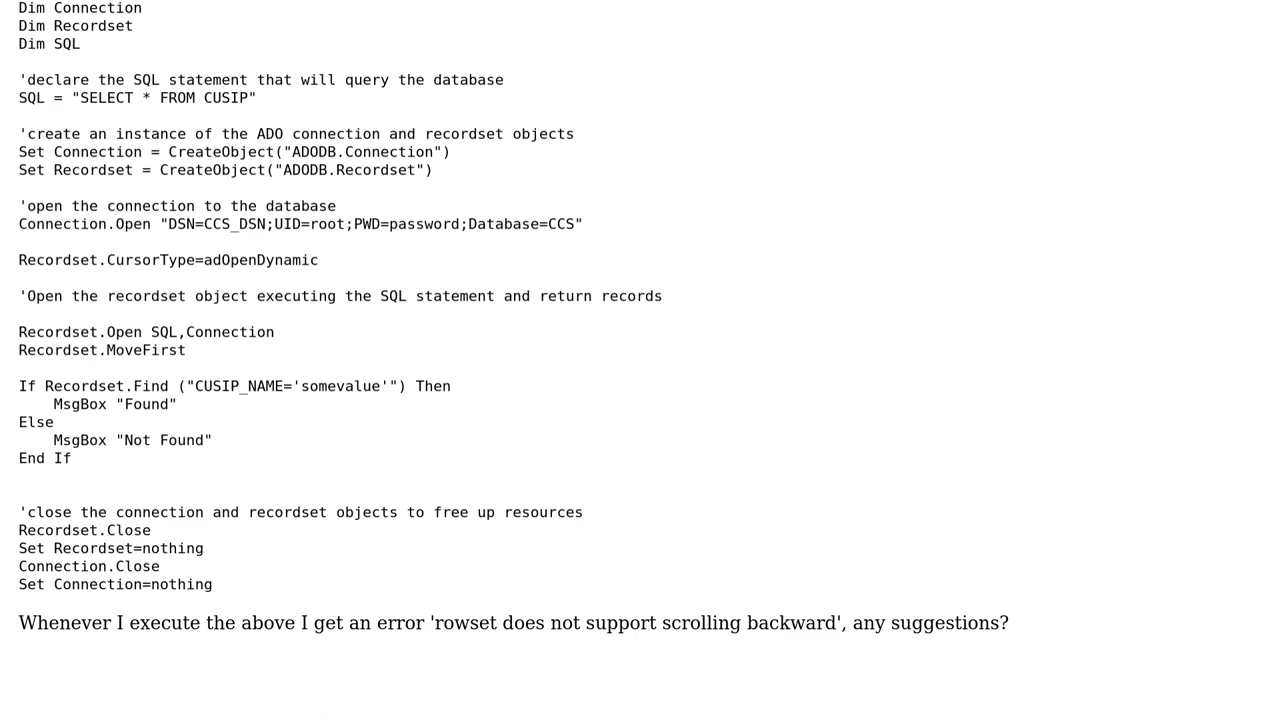 Dim Connection
Dim Recordset
Dim SQL
'declare the SQL statement that will query the database
SQL = "SELECT * FROM CUSIP"
'create an instance of the ADO connection and recordset objects
Set Connection = CreateObject("ADODB.Connection")
Set Recordset = CreateObject("ADODB.Recordset")
'open the connection to the database
Connection.Open "DSN=CCS_DSN;UID=root;PWD=password;Database=CCS"
Recordset.CursorType=adOpenDynamic
'Open the recordset object executing the SQL statement and return records
Recordset.Open SQL,Connection
Recordset.MoveFirst
If Recordset.Find ("CUSIP_NAME='somevalue'") Then
    MsgBox "Found"
Else
    MsgBox "Not Found"
End If
'close the connection and recordset objects to free up resources
Recordset.Close
Set Recordset=nothing
Connection.Close
Set Connection=nothing
Whenever I execute the above I get an error 'rowset does not support scrolling backward', any suggestions?